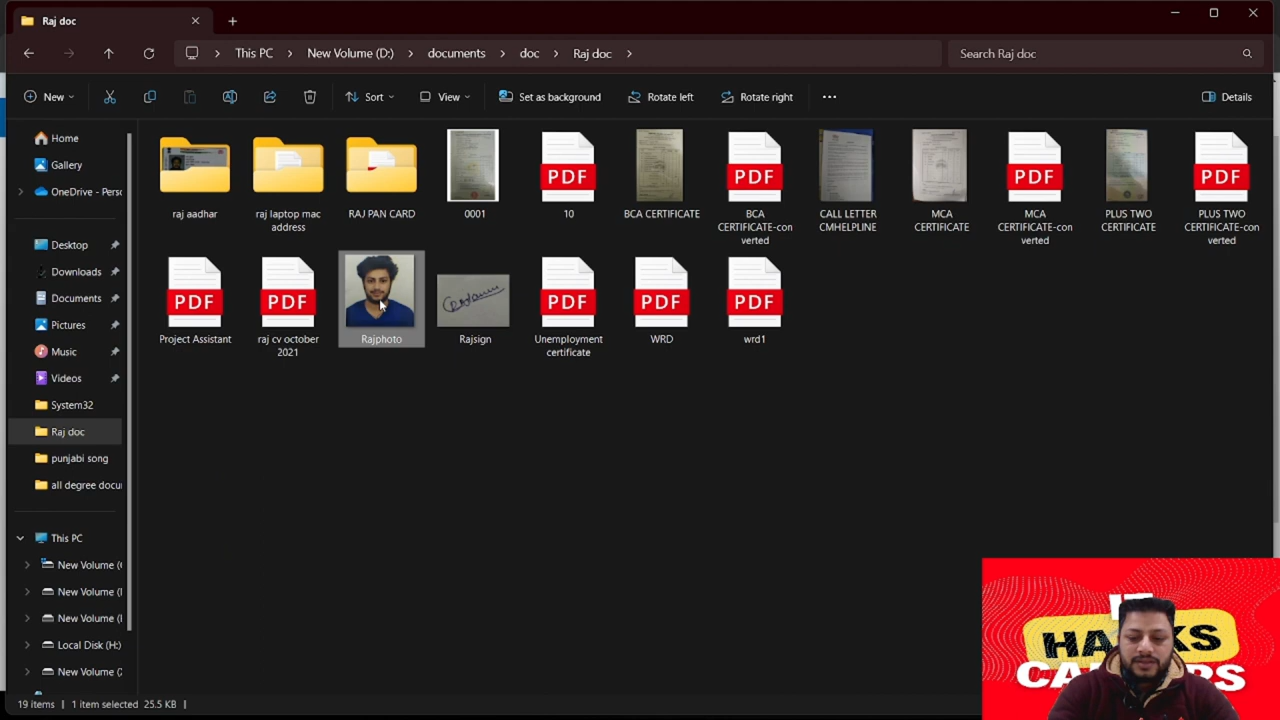 Raj doc
This PC
New Volume (D:)
documents
doc
Raj doc
Search Raj doc
New
Sort
View
Set as background
Rotate left
Rotate right
Details
Home
Gallery
OneDrive - Persc
Desktop
Downloads
Documents
Pictures
Music
Videos
System32
Raj doc
punjabi song
all degree docu
This PC
New Volume (
New Volume (
New Volume (
Local Disk (H:)
New Volume (
raj aadhar
raj laptop mac
address
RAJ PAN CARD
0001
PDF
10
BCA CERTIFICATE
PDF
BCA
CERTIFICATE-con
verted
CALL LETTER
CMHELPLINE
MCA
CERTIFICATE
PDF
MCA
CERTIFICATE-con
verted
PLUS TWO
CERTIFICATE
PDF
PLUS TWO
CERTIFICATE-con
verted
PDF
Project Assistant
PDF
raj cv october
2021
Rajphoto
Rajsign
PDF
Unemployment
certificate
PDF
WRD
PDF
wrd1
19 items
1 item selected 25.5 KB